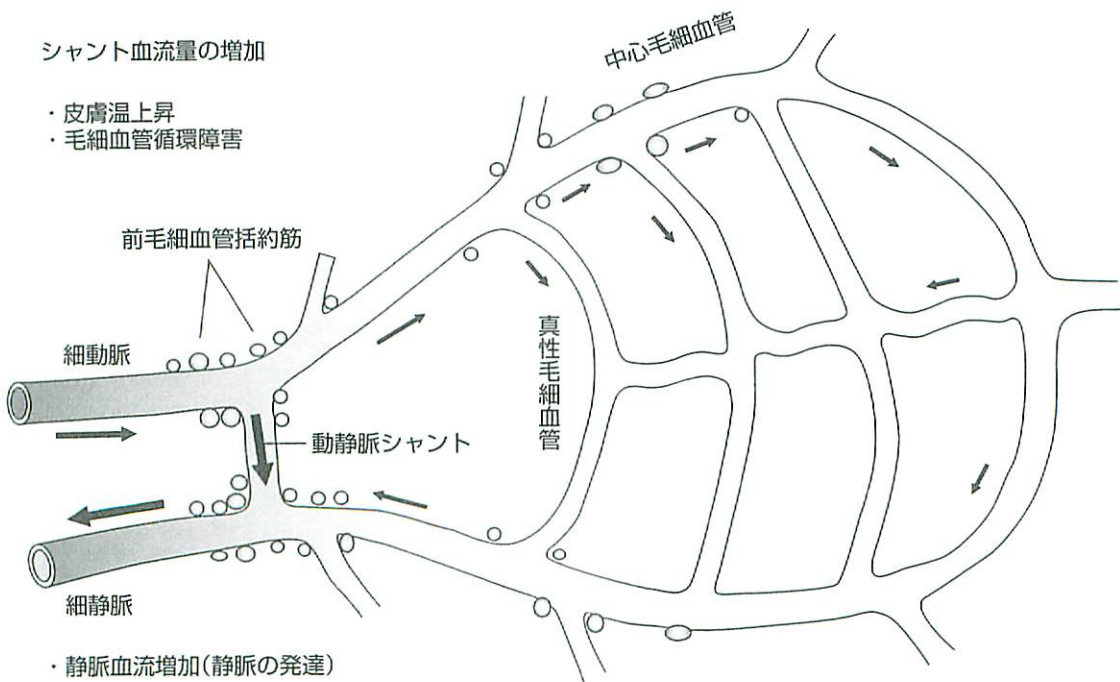 シャント血流量の増加
・皮膚温上昇
・毛細血管循環障害
中心毛細血管
前毛細血管括約筋
細動脈
真性毛細血管
動静脈シャント
細静脈
・静脈血流増加(静脈の発達)